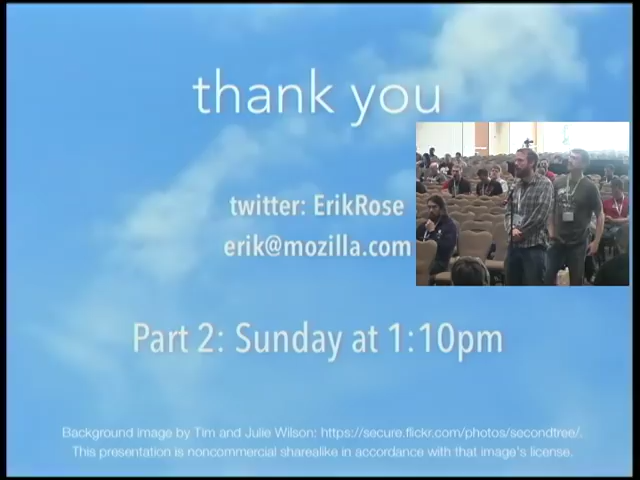 thank you
twitter: ErikRose
erik@mozilla.com
Part 2: Sunday at 1:10pm
Background image by Tim and Julie Wilson: https://secure.flickr.com/photos/secondtree/.
This presentation is noncommercial sharealike in accordance with that image's license.